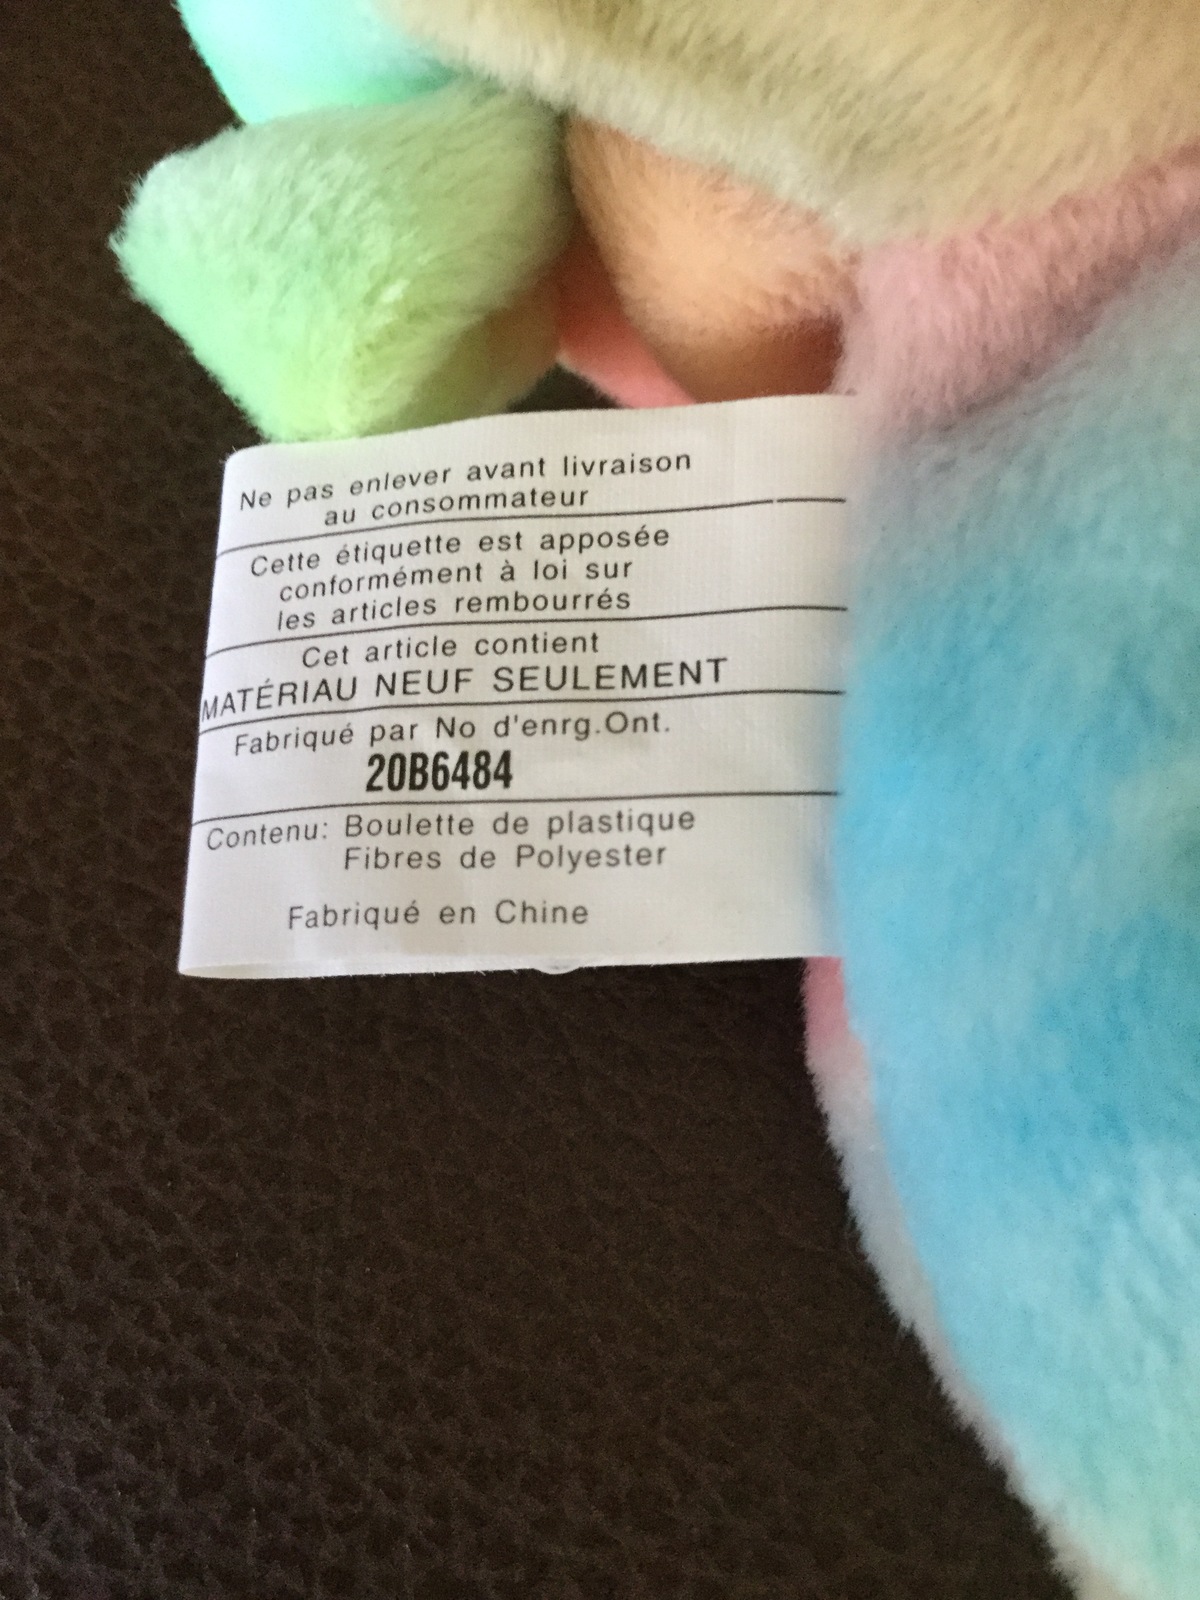 Ne pas enlever avant livraison
au consommateur
Cette étiquette est apposée
conformément à loi sur
les articles rembourrés
Cet article contient
MATÉRIAU NEUF SEULEMENT
Fabriqué par No d'enrg.Ont.
20B6484
Contenu: Boulette de plastique
Fibres de Polyester
Fabriqué en Chine